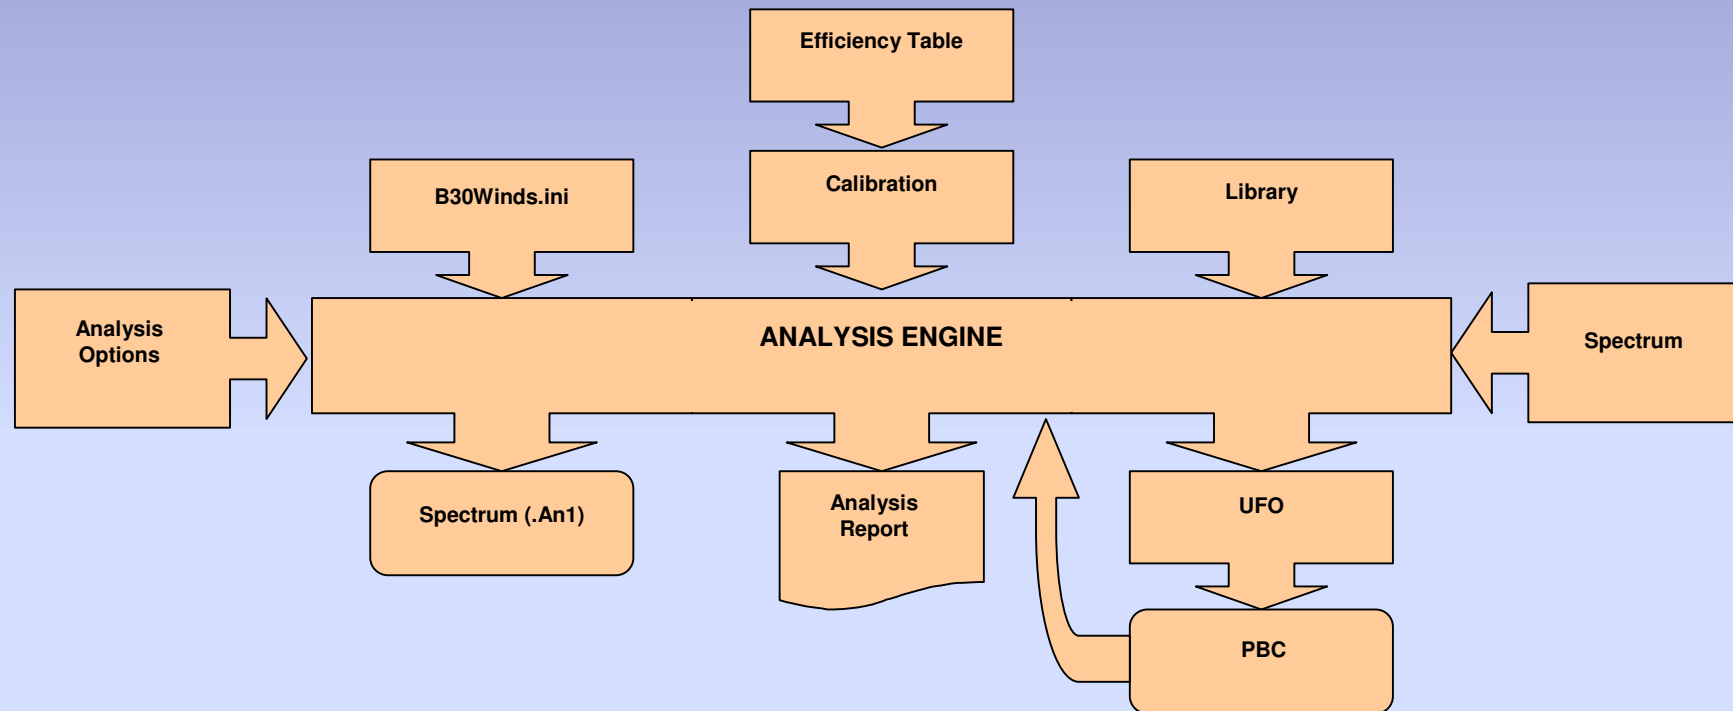 Efficiency Table
Calibration
B30Winds.ini
Library
Analysis
Options
ANALYSIS ENGINE
Spectrum
Spectrum (.An1)
Analysis
Report
UFO
PBC